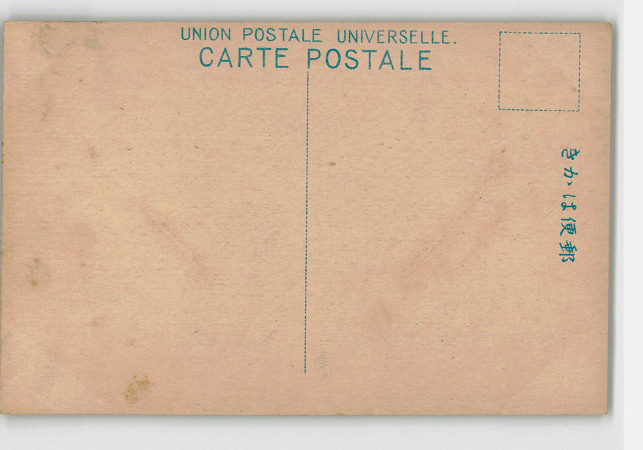 UNION POSTALE UNIVERSELLE.
CARTE POSTALE
きかは便郵